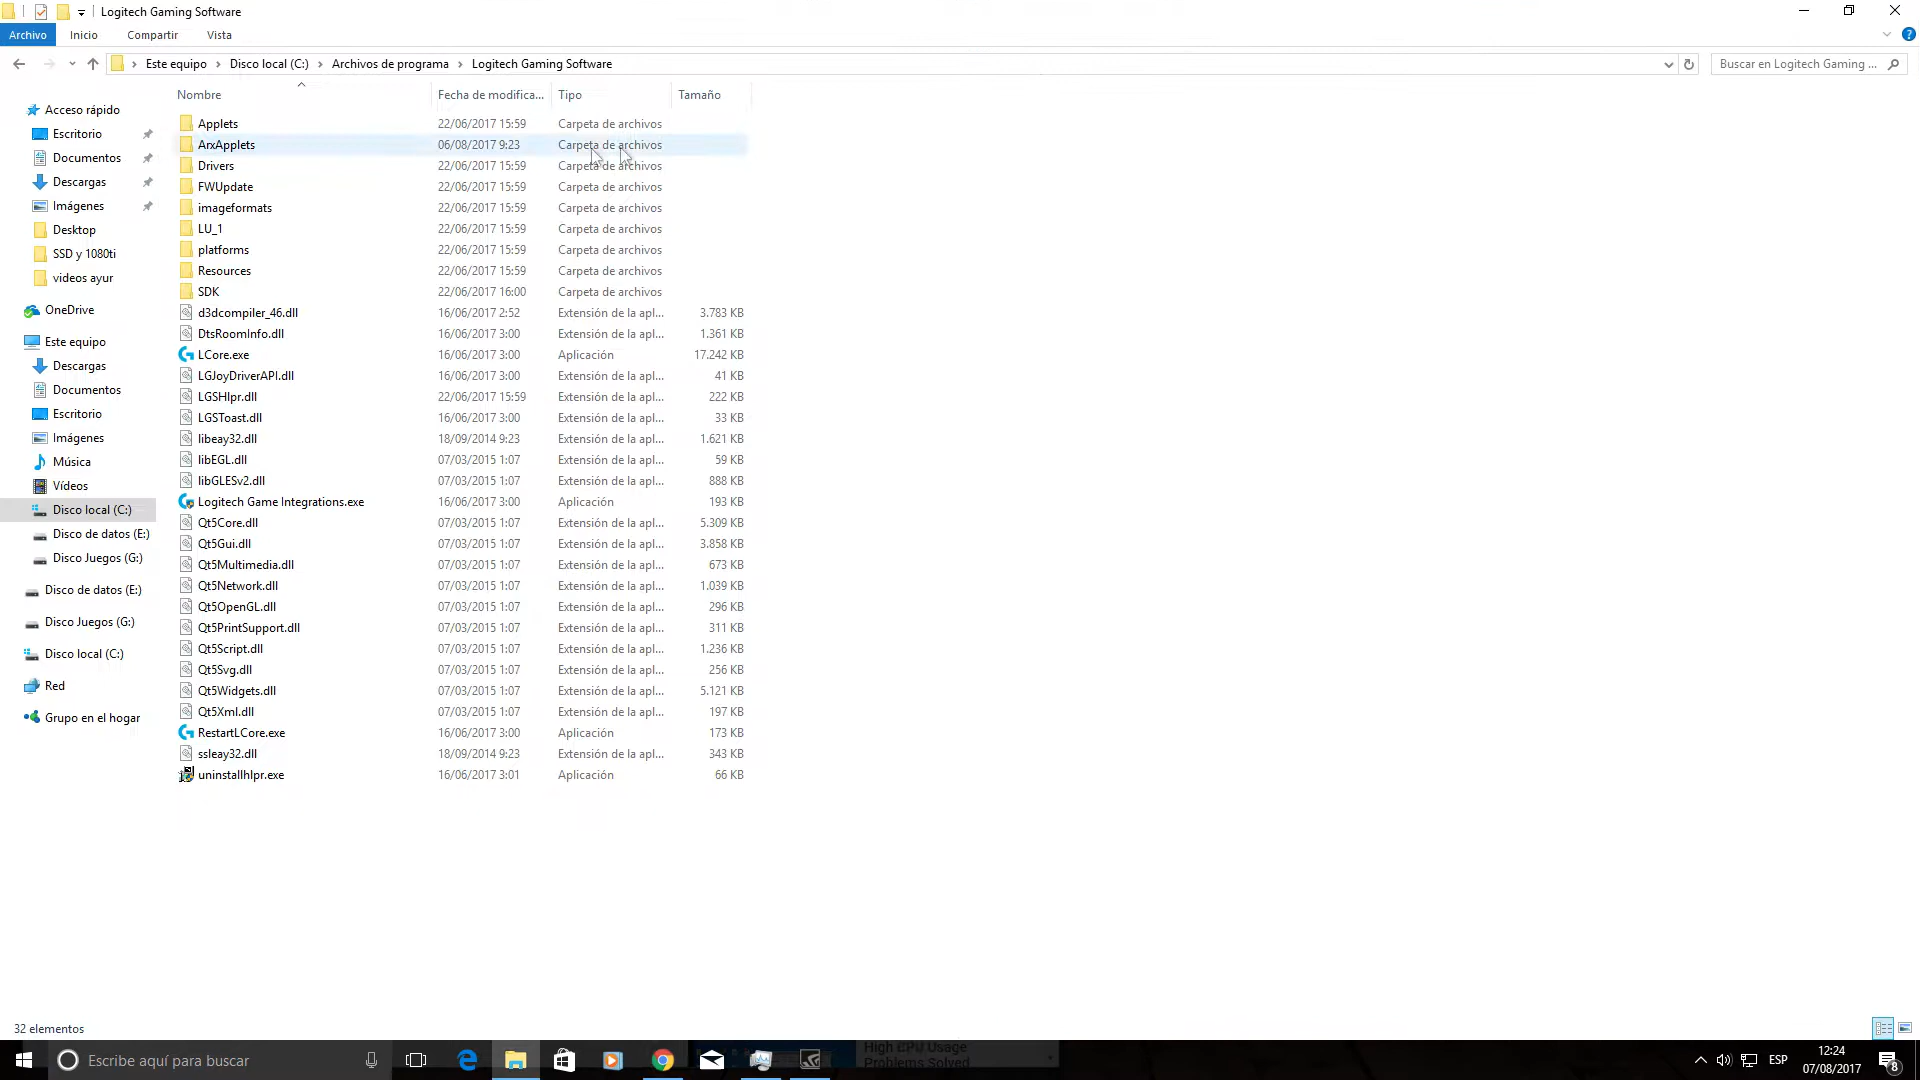 Logitech Gaming Software
Archivo Inicio Compartir Vista
Este equipo Disco local (C:) Archivos de programa Logitech Gaming Software Buscar en Logitech Gaming ...
Nombre Fecha de modifica... Tipo Tamaño
Acceso rápido
Escritorio
Documentos
Descargas
Imágenes
Desktop
SSD y 1080ti
videos ayur
OneDrive
Este equipo
Descargas
Documentos
Escritorio
Imágenes
Música
Vídeos
Disco local (C:)
Disco de datos (E:)
Disco Juegos (G:)
Disco de datos (E:)
Disco Juegos (G:)
Disco local (C:)
Red
Grupo en el hogar
Applets 22/06/2017 15:59 Carpeta de archivos
ArxApplets 06/08/2017 9:23 Carpeta de archivos
Drivers 22/06/2017 15:59 Carpeta de archivos
FWUpdate 22/06/2017 15:59 Carpeta de archivos
imageformats 22/06/2017 15:59 Carpeta de archivos
LU_1 22/06/2017 15:59 Carpeta de archivos
platforms 22/06/2017 15:59 Carpeta de archivos
Resources 22/06/2017 15:59 Carpeta de archivos
SDK 22/06/2017 16:00 Carpeta de archivos
d3dcompiler_46.dll 16/06/2017 2:52 Extensión de la apl... 3.783 KB
DtsRoomInfo.dll 16/06/2017 3:00 Extensión de la apl... 1.361 KB
LCore.exe 16/06/2017 3:00 Aplicación 17.242 KB
LGJoyDriverAPI.dll 16/06/2017 3:00 Extensión de la apl... 41 KB
LGSHlpr.dll 22/06/2017 15:59 Extensión de la apl... 222 KB
LGSToast.dll 16/06/2017 3:00 Extensión de la apl... 33 KB
libeay32.dll 18/09/2014 9:23 Extensión de la apl... 1.621 KB
libEGL.dll 07/03/2015 1:07 Extensión de la apl... 59 KB
libGLESv2.dll 07/03/2015 1:07 Extensión de la apl... 888 KB
Logitech Game Integrations.exe 16/06/2017 3:00 Aplicación 193 KB
Qt5Core.dll 07/03/2015 1:07 Extensión de la apl... 5.309 KB
Qt5Gui.dll 07/03/2015 1:07 Extensión de la apl... 3.858 KB
Qt5Multimedia.dll 07/03/2015 1:07 Extensión de la apl... 673 KB
Qt5Network.dll 07/03/2015 1:07 Extensión de la apl... 1.039 KB
Qt5OpenGL.dll 07/03/2015 1:07 Extensión de la apl... 296 KB
Qt5PrintSupport.dll 07/03/2015 1:07 Extensión de la apl... 311 KB
Qt5Script.dll 07/03/2015 1:07 Extensión de la apl... 1.236 KB
Qt5Svg.dll 07/03/2015 1:07 Extensión de la apl... 256 KB
Qt5Widgets.dll 07/03/2015 1:07 Extensión de la apl... 5.121 KB
Qt5Xml.dll 07/03/2015 1:07 Extensión de la apl... 197 KB
RestartLCore.exe 16/06/2017 3:00 Aplicación 173 KB
ssleay32.dll 18/09/2014 9:23 Extensión de la apl... 343 KB
uninstallhlpr.exe 16/06/2017 3:01 Aplicación 66 KB
32 elementos
Escribe aquí para buscar
High CPU Usage
Problems Solved
ESP
12:24
07/08/2017
8